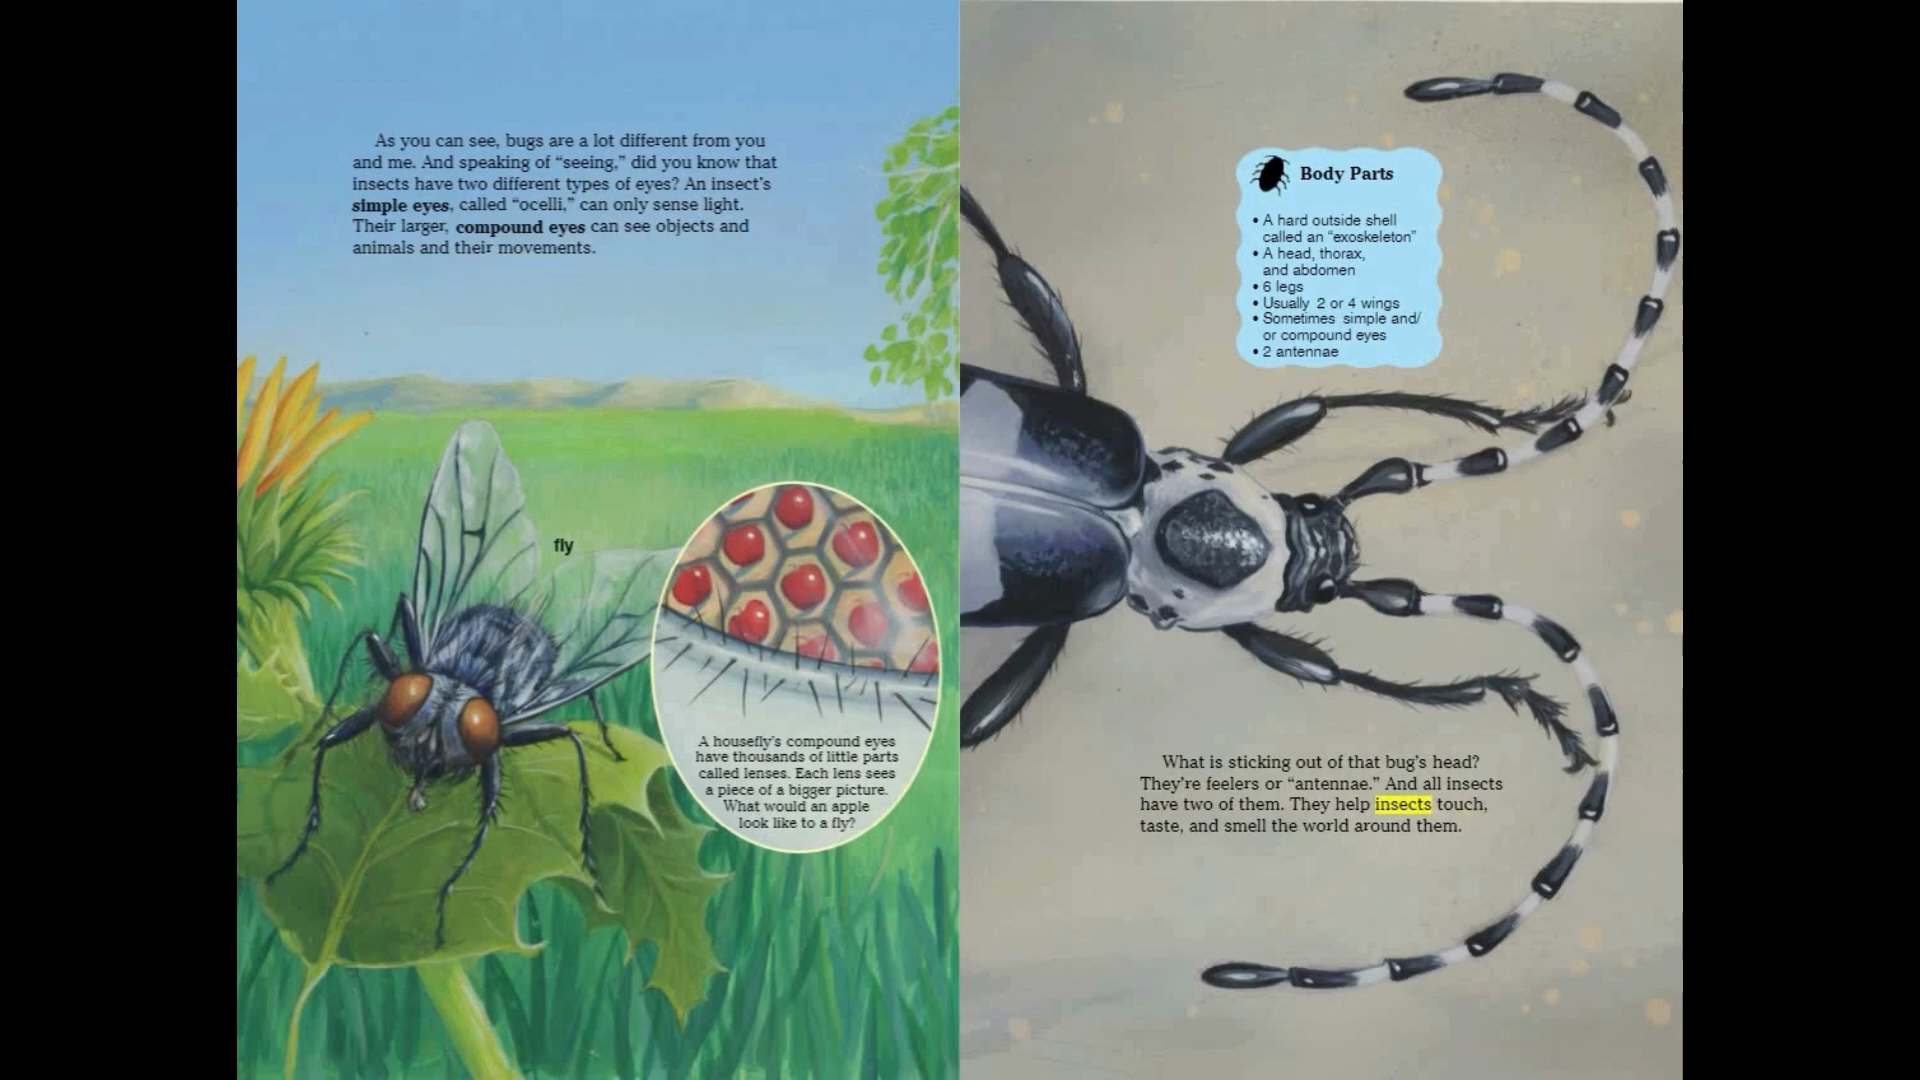 As you can see, bugs are a lot different from you
and me. And speaking of “seeing,” did you know that
insects have two different types of eyes? An insect's
simple eyes, called “ocelli,” can only sense light.
Their larger, compound eyes can see objects and
animals and their movements.
fly
A housefly's compound eyes
have thousands of little parts
called lenses. Each lens sees
a piece of a bigger picture.
What would an apple
look like to a fly?
Body Parts
• A hard outside shell
called an “exoskeleton”
• A head, thorax,
and abdomen
• 6 legs
• Usually 2 or 4 wings
• Sometimes simple and/
or compound eyes
• 2 antennae
What is sticking out of that bug's head?
They're feelers or “antennae.” And all insects
have two of them. They help insects touch,
taste, and smell the world around them.